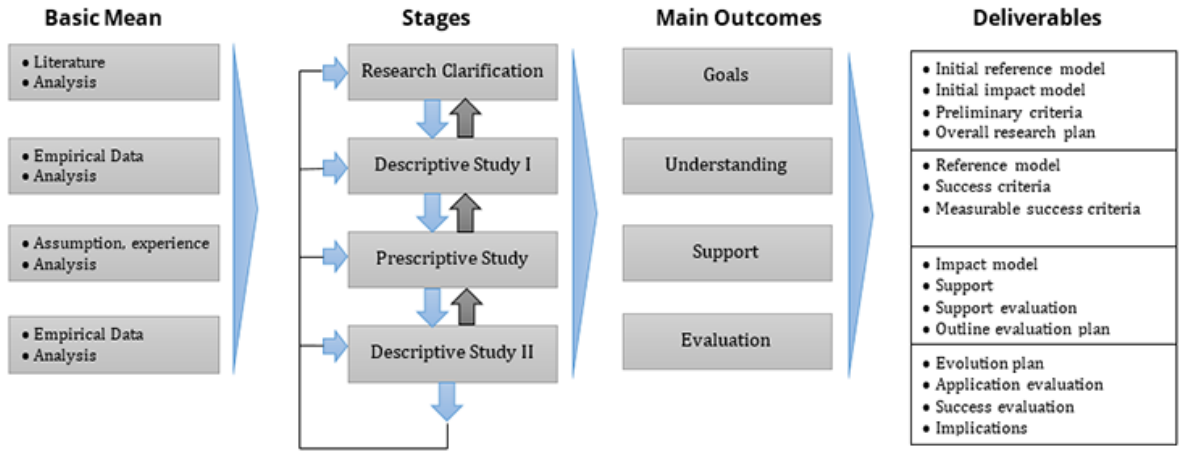 Basic Mean
Stages
Main Outcomes
Deliverables
• Literature
• Analysis
Research Clarification
Goals
• Initial reference model
• Initial impact model
• Preliminary criteria
• Overall research plan
• Empirical Data
• Analysis
Descriptive Study I
Understanding
• Reference model
• Success criteria
• Measurable success criteria
• Assumption, experience
• Analysis
Prescriptive Study
Support
• Impact model
• Support
• Support evaluation
• Outline evaluation plan
• Empirical Data
• Analysis
Descriptive Study II
Evaluation
• Evolution plan
• Application evaluation
• Success evaluation
• Implications